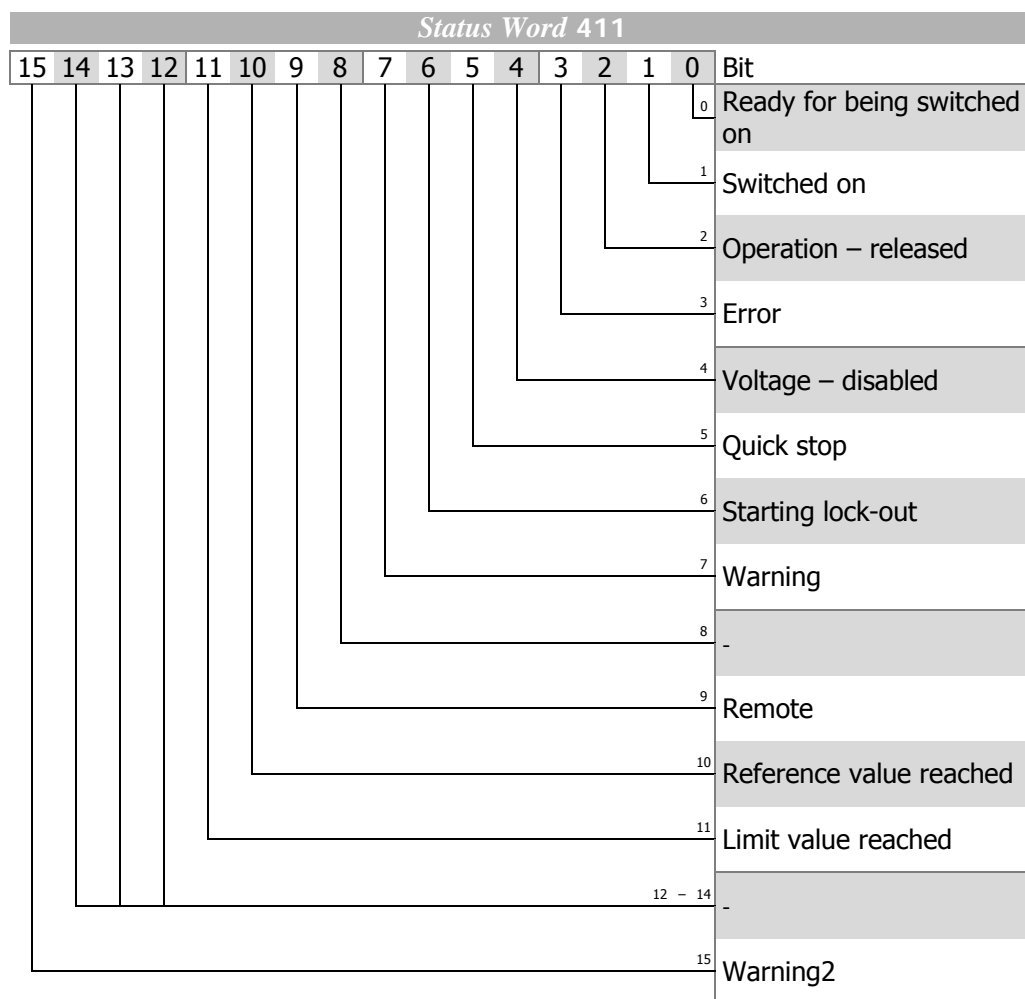 Status Word 411
15 14 13 12 11 10 9 8 7 6 5 4 3 2 1 0 Bit
0 Ready for being switched
on
1 Switched on
2 Operation – released
3 Error
4 Voltage – disabled
5 Quick stop
6 Starting lock-out
7 Warning
8 -
9 Remote
10 Reference value reached
11 Limit value reached
12 – 14 -
15 Warning2